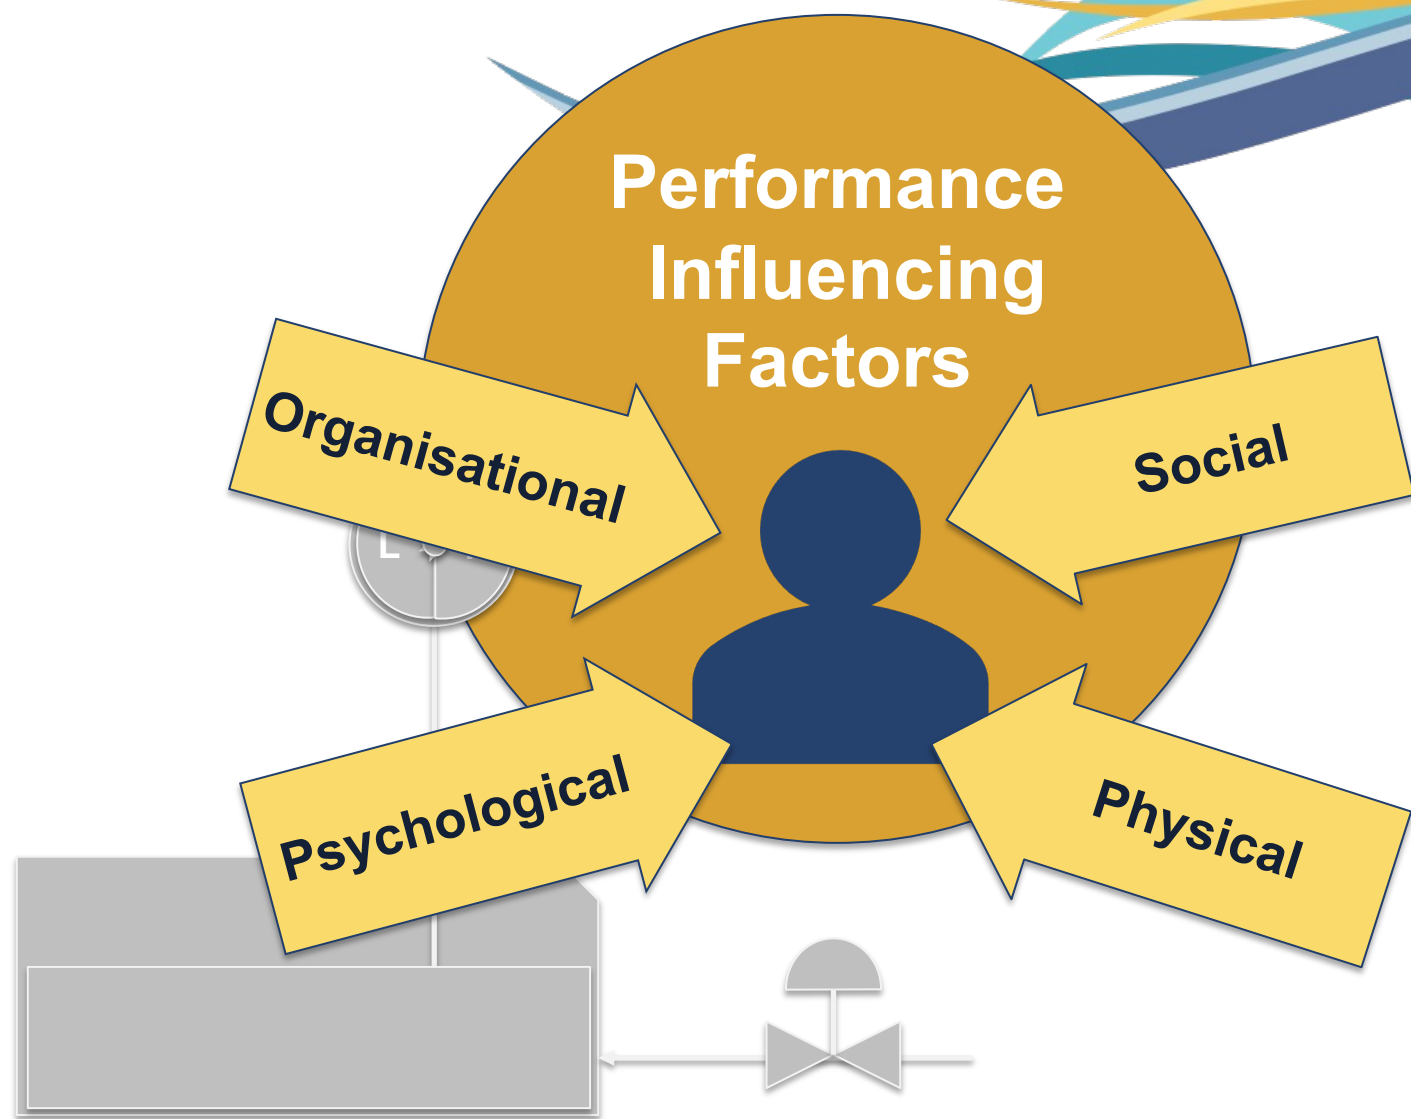 Performance
Influencing
Factors
Organisational
Social
L
Psychological
Physical